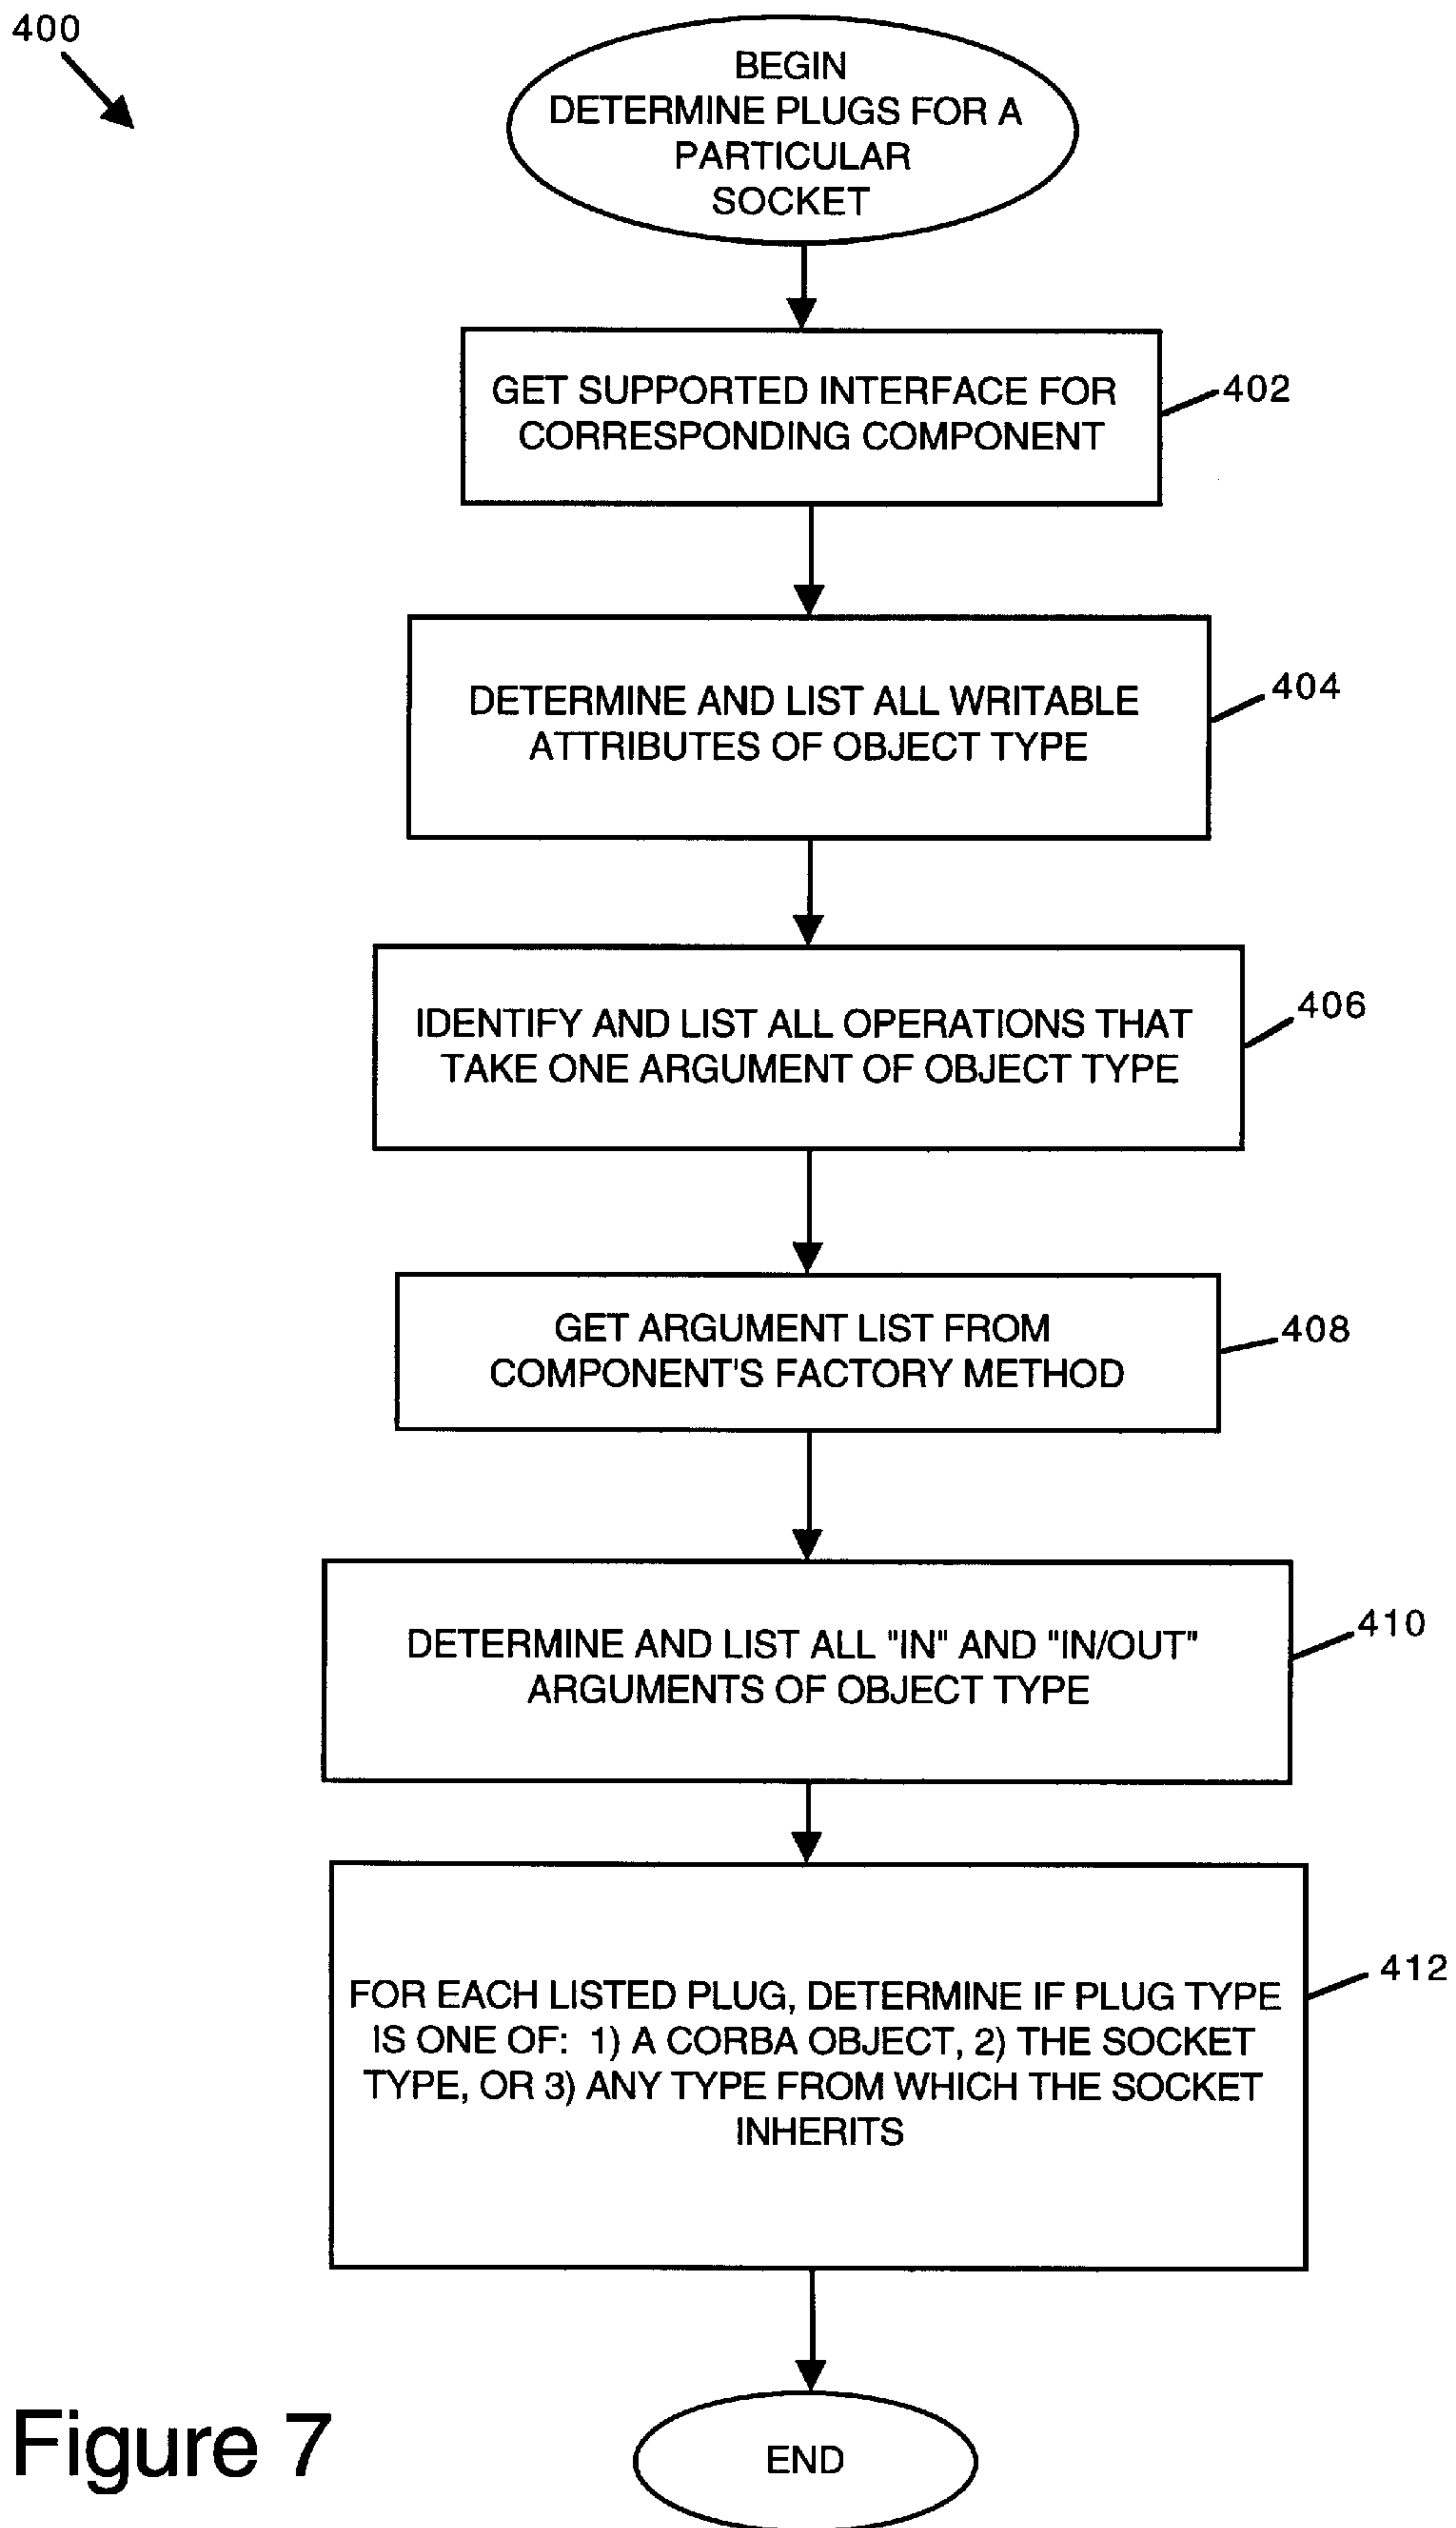 400
BEGIN
DETERMINE PLUGS FOR A
PARTICULAR
SOCKET
GET SUPPORTED INTERFACE FOR
CORRESPONDING COMPONENT
402
DETERMINE AND LIST ALL WRITABLE
ATTRIBUTES OF OBJECT TYPE
404
IDENTIFY AND LIST ALL OPERATIONS THAT
TAKE ONE ARGUMENT OF OBJECT TYPE
406
GET ARGUMENT LIST FROM
COMPONENT'S FACTORY METHOD
408
DETERMINE AND LIST ALL "IN" AND "IN/OUT"
ARGUMENTS OF OBJECT TYPE
410
FOR EACH LISTED PLUG, DETERMINE IF PLUG TYPE
IS ONE OF: 1) A CORBA OBJECT, 2) THE SOCKET
TYPE, OR 3) ANY TYPE FROM WHICH THE SOCKET
INHERITS
412
END
Figure 7